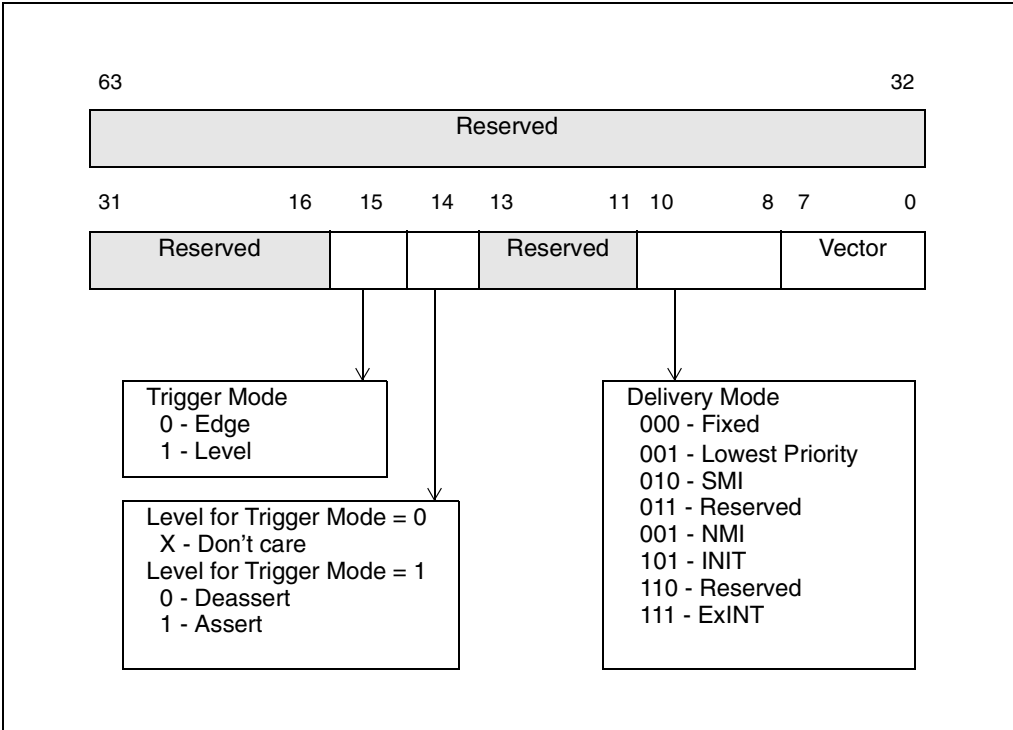 63 32
Reserved
31 16 15 14 13 11 10 8 7 0
Reserved Reserved Vector
Trigger Mode
0 - Edge
1 - Level
Level for Trigger Mode = 0
X - Don't care
Level for Trigger Mode = 1
0 - Deassert
1 - Assert
Delivery Mode
000 - Fixed
001 - Lowest Priority
010 - SMI
011 - Reserved
001 - NMI
101 - INIT
110 - Reserved
111 - ExINT